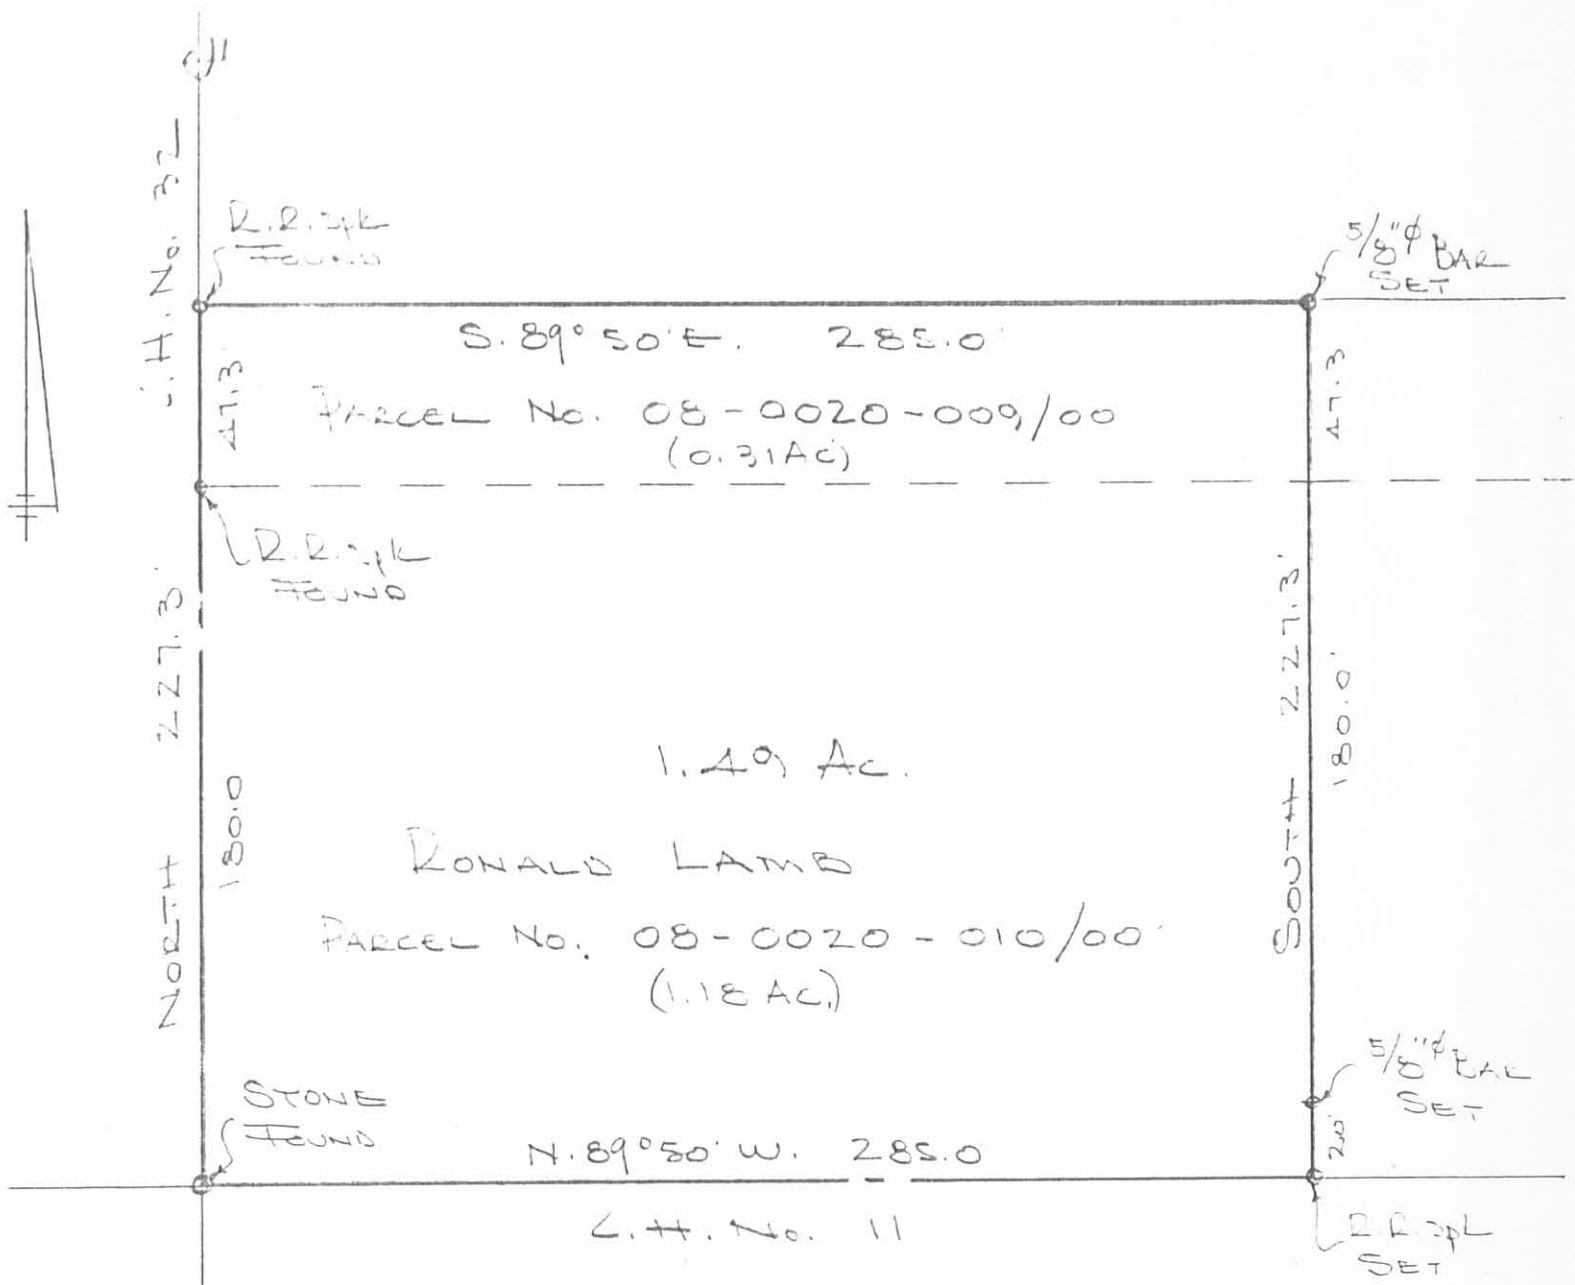 C.H. No. 32
R.R. Spk
FOUND
5/8"φ BAR
SET
S. 89° 50' E. 285.0'
47.3
47.3
PARCEL No. 08-0020-009/00
(0.31 Ac)
R.R. Spk
FOUND
NORTH 227.3'
180.0
SOUTH 227.3'
180.0'
1.49 Ac.
RONALD LAMB
PARCEL No. 08-0020-010/00
(1.18 Ac.)
5/8"φ BAR
SET
STONE
FOUND
20'
N. 89° 50' W. 285.0
C.H. No. 11
R.R. Spk
SET